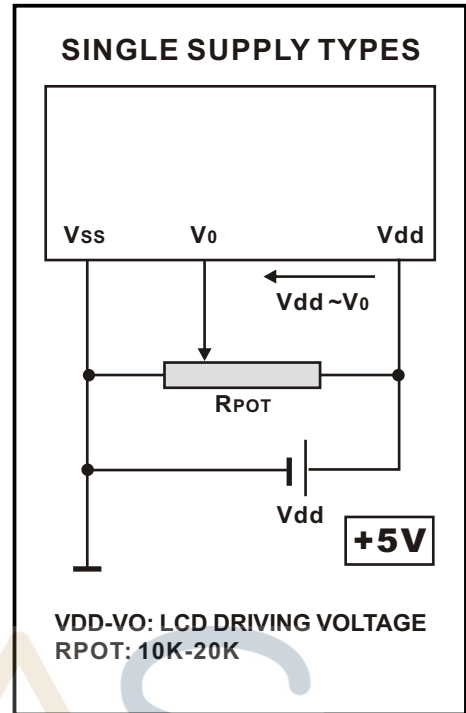 SINGLE SUPPLY TYPES
Vss V0 Vdd
Vdd ~V0
RPOT
Vdd
+5V
VDD-VO: LCD DRIVING VOLTAGE
RPOT: 10K-20K